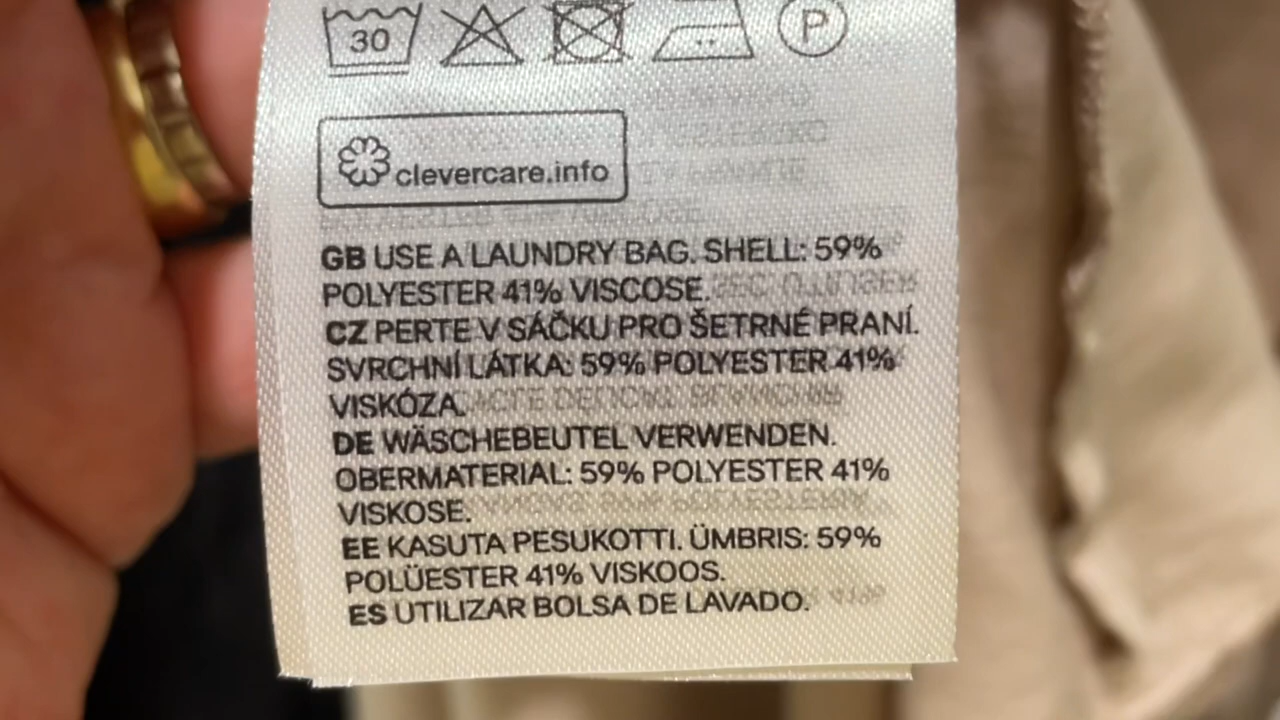 30
P
clevercare.info
GB USE A LAUNDRY BAG. SHELL: 59%
POLYESTER 41% VISCOSE.
CZ PERTE V SÁČKU PRO ŠETRNÉ PRANÍ.
SVRCHNÍ LÁTKA: 59% POLYESTER 41%
VISKÓZA.
DE WÄSCHEBEUTEL VERWENDEN.
OBERMATERIAL: 59% POLYESTER 41%
VISKOSE.
EE KASUTA PESUKOTTI. ÜMBRIS: 59%
POLÜESTER 41% VISKOOS.
ES UTILIZAR BOLSA DE LAVADO.